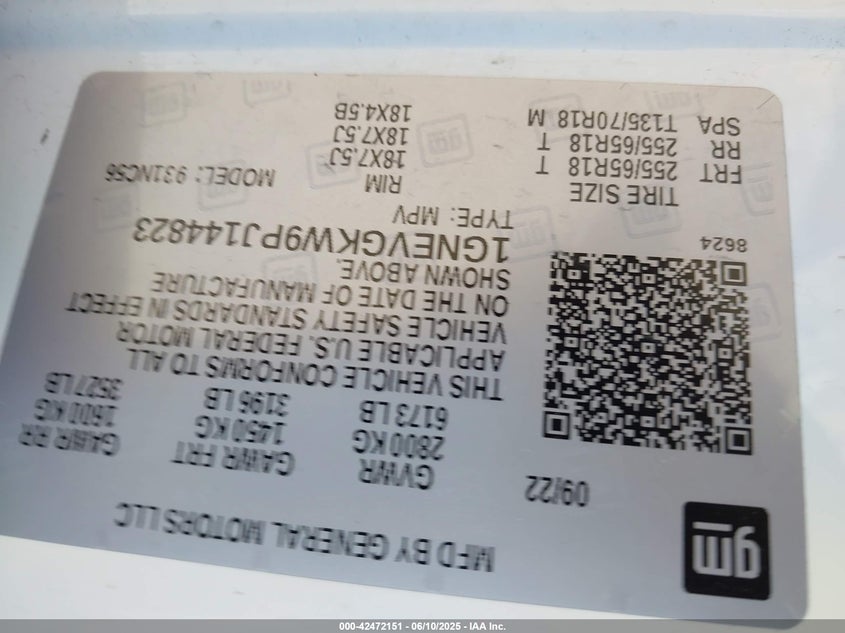 gm
MFD BY GENERAL MOTORS LLC
09/22
GVWR GAWR FRT GAWR RR
2800 KG 1450 KG 1600 KG
6173 LB 3196 LB 3527 LB
THIS VEHICLE CONFORMS TO ALL
APPLICABLE U.S. FEDERAL MOTOR
VEHICLE SAFETY STANDARDS IN EFFECT
ON THE DATE OF MANUFACTURE
SHOWN ABOVE.
1GNEVGKW9PJ144823
8624
TYPE: MPV
TIRE SIZE RIM MODEL: 931NC56
FRT 255/65R18 T 18X7.5J
RR 255/65R18 T 18X7.5J
SPA T135/70R18 M 18X4.5B
000-42472151 - 06/10/2025 - IAA Inc.